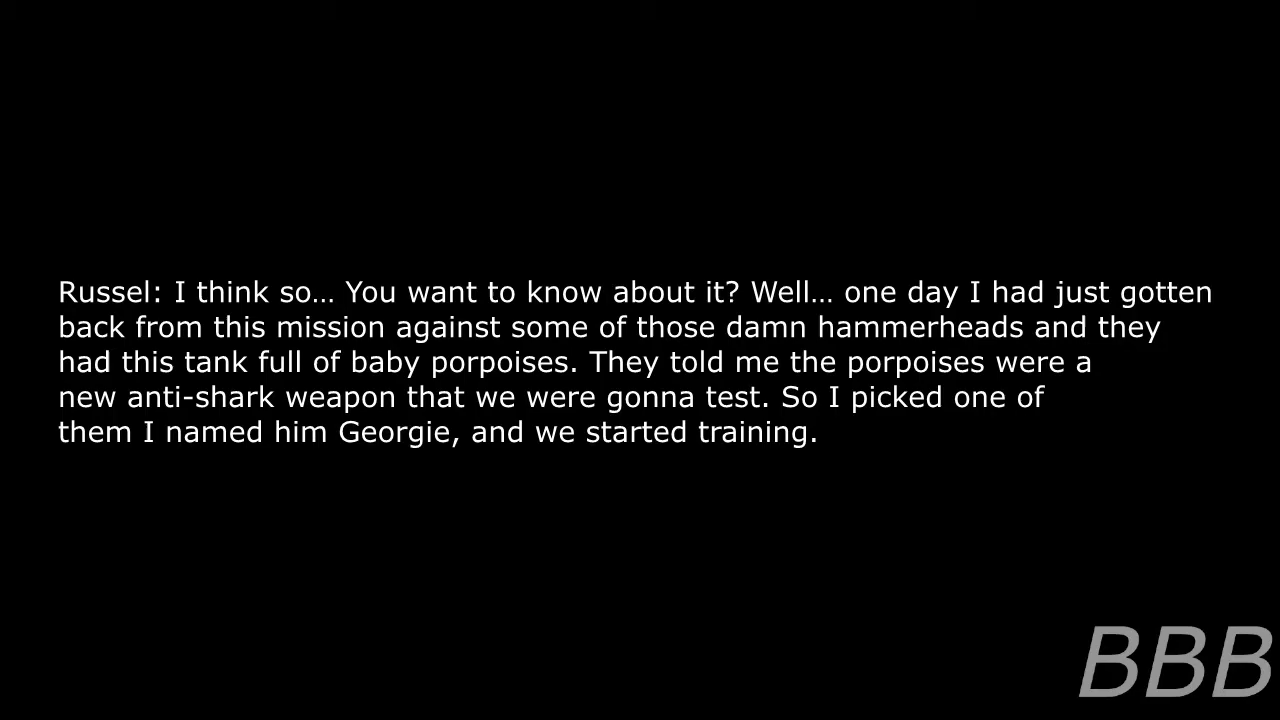 Russel: I think so… You want to know about it? Well… one day I had just gotten
back from this mission against some of those damn hammerheads and they
had this tank full of baby porpoises. They told me the porpoises were a
new anti-shark weapon that we were gonna test. So I picked one of
them I named him Georgie, and we started training.
BBB